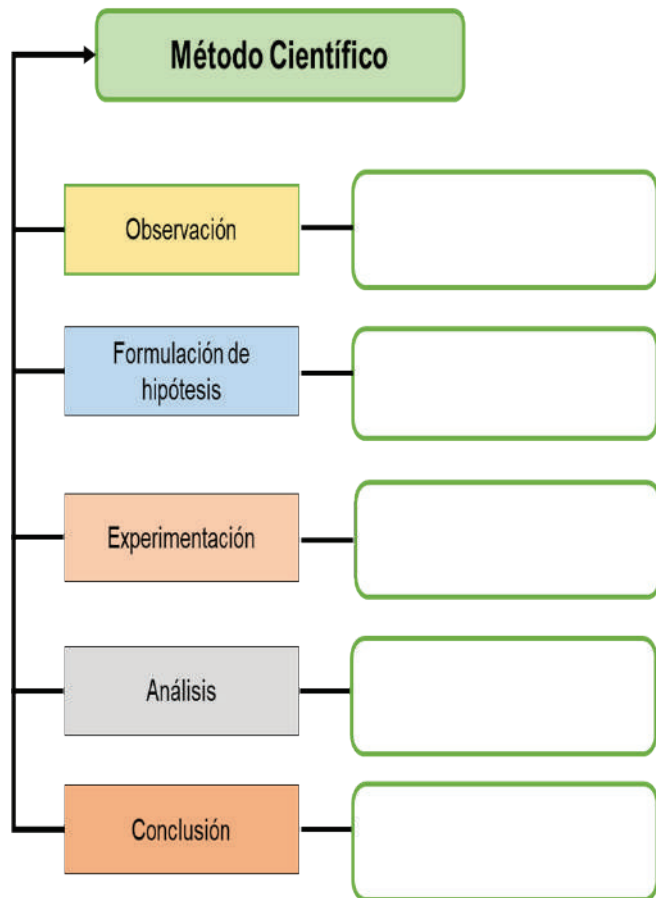 Método Científico
Observación
Formulación de
hipótesis
Experimentación
Análisis
Conclusión